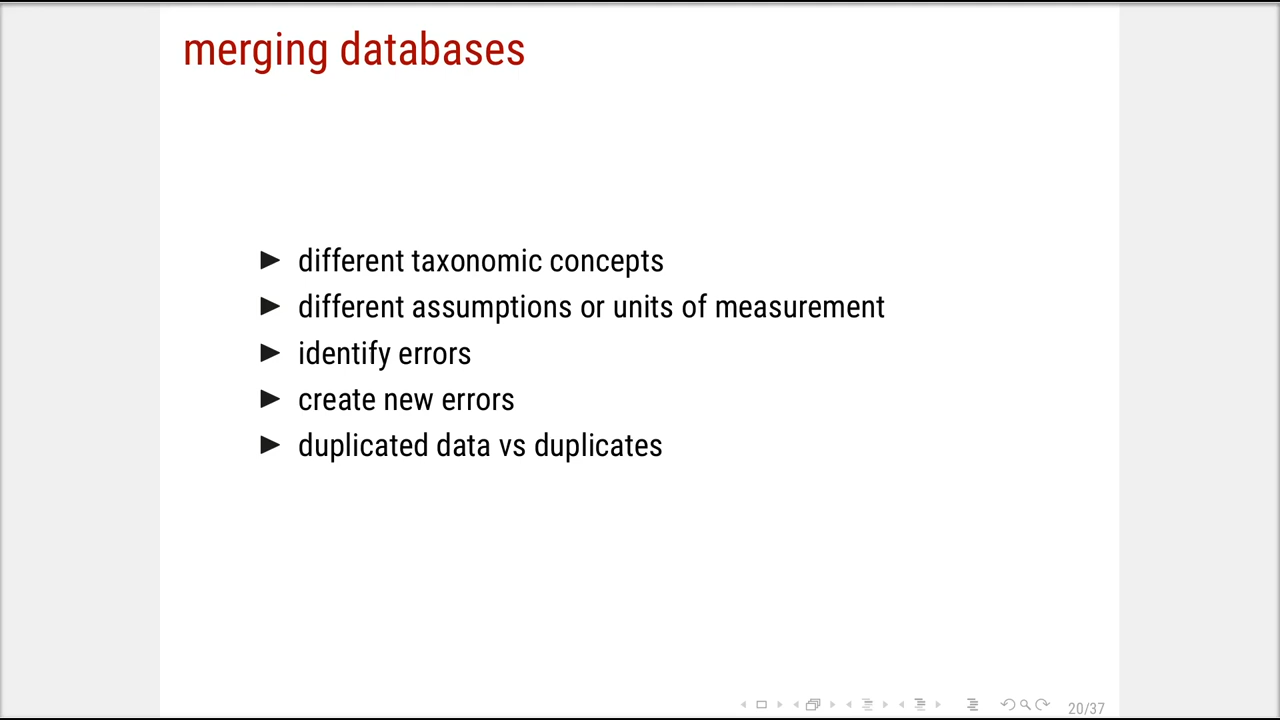 merging databases
different taxonomic concepts
different assumptions or units of measurement
identify errors
create new errors
duplicated data vs duplicates
20/37